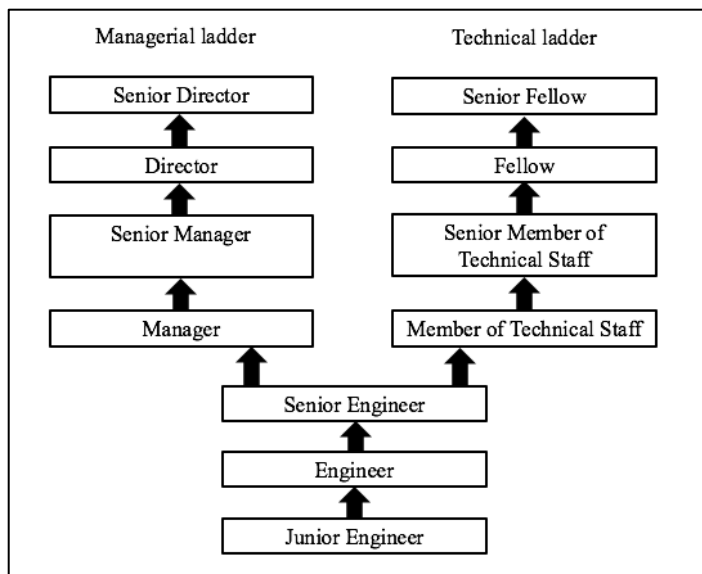 Managerial ladder
Technical ladder
Senior Director
Senior Fellow
Director
Fellow
Senior Manager
Senior Member of
Technical Staff
Manager
Member of Technical Staff
Senior Engineer
Engineer
Junior Engineer